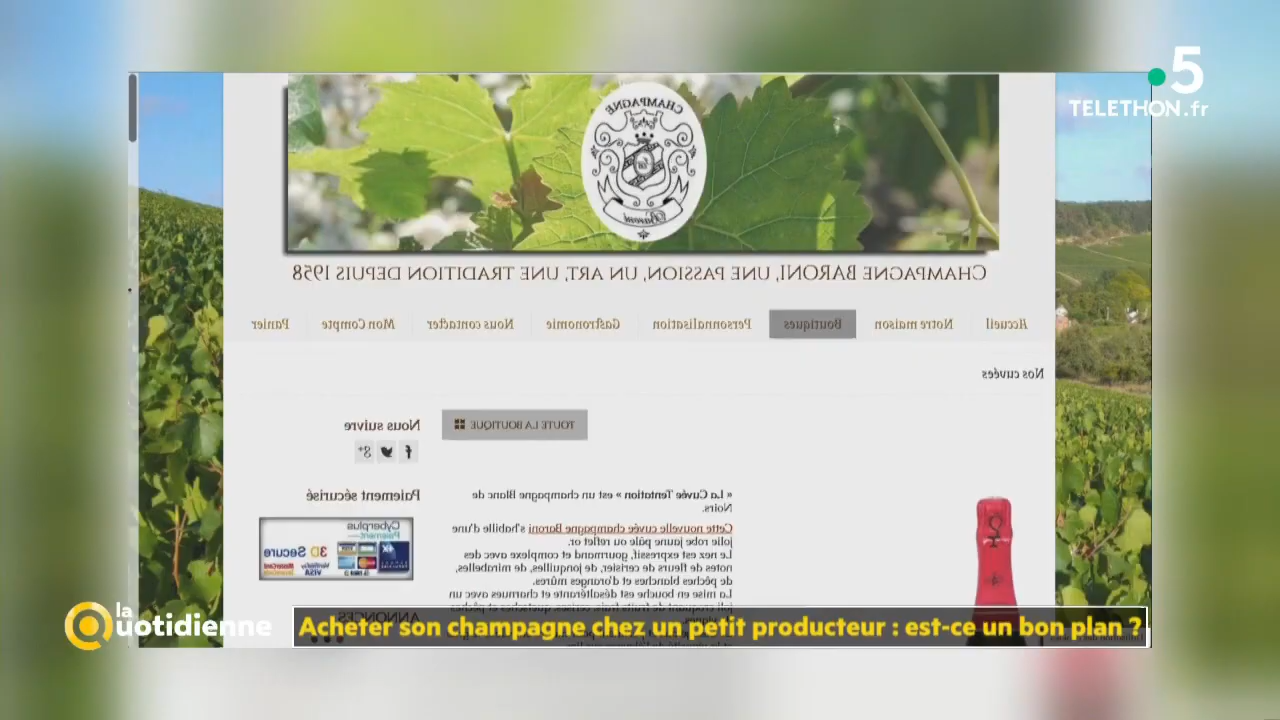 5
TELETHON.fr
CHAMPAGNE
Baroni
CHAMPAGNE BARONI, UNE PASSION, UN ART, UNE TRADITION DEPUIS 1958
Accueil Notre maison Boutiques Personnalisation Gastronomie Nous contacter Mon Compte Panier
Nos cuvées
TOUTE LA BOUTIQUE
Nous suivre
f g+
Paiement sécurisé
Cyberplus
Paiement
3D Secure
VISA
« La Cuvée Tentation » est un champagne Blanc de
Noirs.
Cette nouvelle cuvée champagne Baroni s'habille d'une
jolie robe jaune pâle ou reflet or.
Le nez est expressif, gourmand et complexe avec des
notes de fleurs de cerisier, de jonquilles, de mirabelles,
de pêches blanches et d'oranges mûres.
La mise en bouche est désaltérante et charnues avec un
ANNONCES
la Quotidienne
Acheter son champagne chez un petit producteur : est-ce un bon plan ?